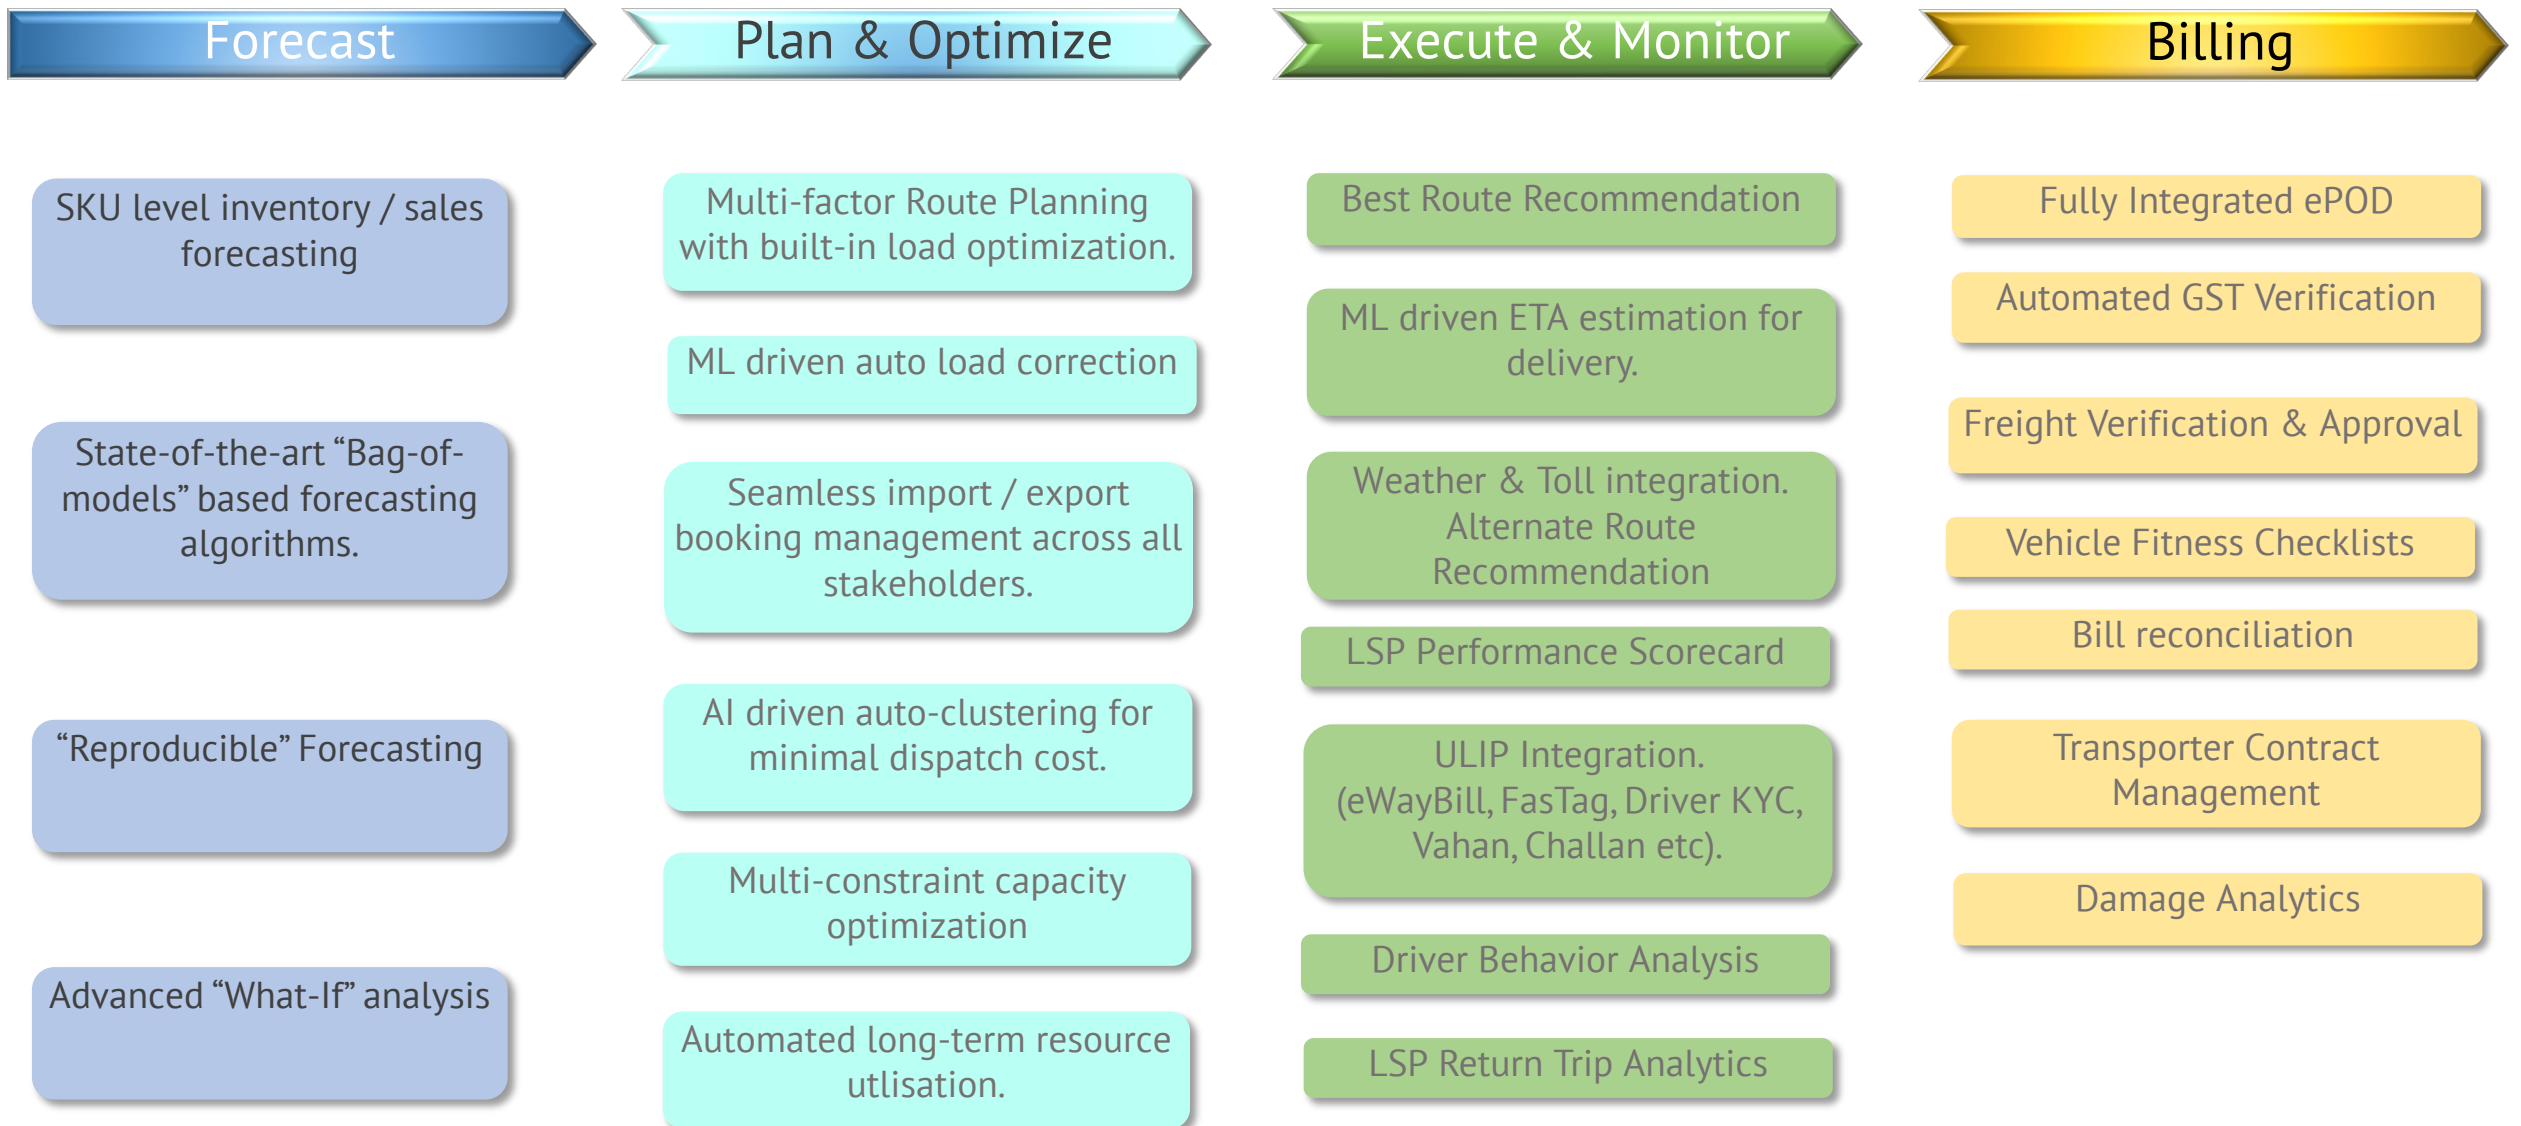 Forecast
Plan & Optimize
Execute & Monitor
Billing
SKU level inventory / sales
forecasting
State-of-the-art “Bag-of-
models” based forecasting
algorithms.
“Reproducible” Forecasting
Advanced “What-If” analysis
Multi-factor Route Planning
with built-in load optimization.
ML driven auto load correction
Seamless import / export
booking management across all
stakeholders.
AI driven auto-clustering for
minimal dispatch cost.
Multi-constraint capacity
optimization
Automated long-term resource
utlisation.
Best Route Recommendation
ML driven ETA estimation for
delivery.
Weather & Toll integration.
Alternate Route
Recommendation
LSP Performance Scorecard
ULIP Integration.
(eWayBill, FasTag, Driver KYC,
Vahan, Challan etc).
Driver Behavior Analysis
LSP Return Trip Analytics
Fully Integrated ePOD
Automated GST Verification
Freight Verification & Approval
Vehicle Fitness Checklists
Bill reconciliation
Transporter Contract
Management
Damage Analytics